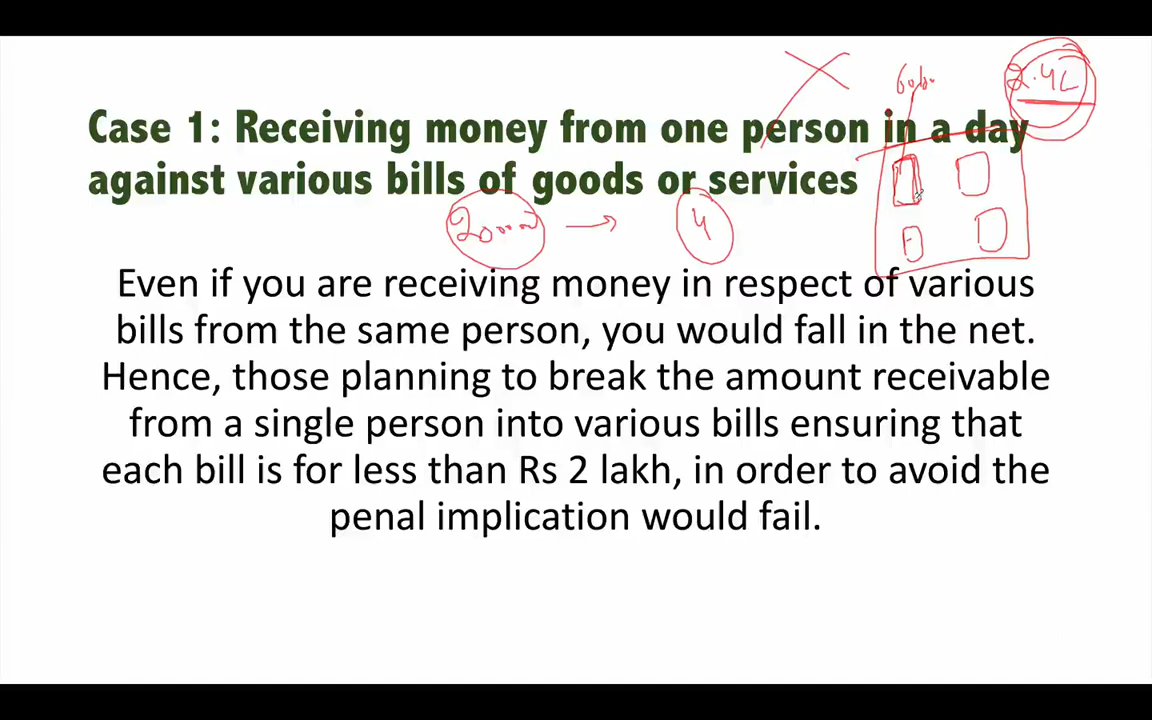 2.4L
Case 1: Receiving money from one person in a day
against various bills of goods or services
4
Even if you are receiving money in respect of various
bills from the same person, you would fall in the net.
Hence, those planning to break the amount receivable
from a single person into various bills ensuring that
each bill is for less than Rs 2 lakh, in order to avoid the
penal implication would fail.